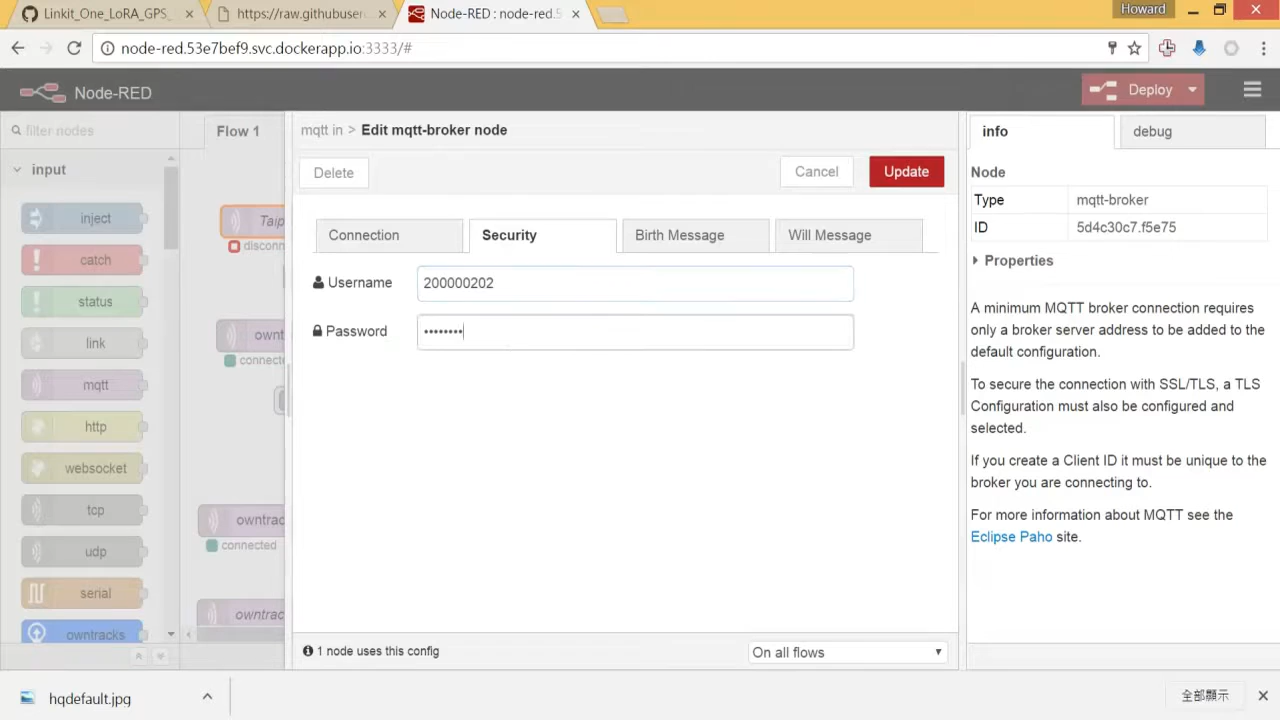 Linkit_One_LoRA_GPS_
https://raw.githubuser
Node-RED : node-red.5
Howard
node-red.53e7bef9.svc.dockerapp.io:3333/#
Node-RED
Deploy
filter nodes
Flow 1
mqtt in > Edit mqtt-broker node
info
debug
input
Delete
Cancel
Update
Node
Type
mqtt-broker
ID
5d4c30c7.f5e75
Properties
inject
catch
status
link
mqtt
http
websocket
tcp
udp
serial
owntracks
Taip
disconn
ownt
connecte
owntrac
connected
owntrac
Connection
Security
Birth Message
Will Message
Username
200000202
Password
••••••••
A minimum MQTT broker connection requires
only a broker server address to be added to the
default configuration.
To secure the connection with SSL/TLS, a TLS
Configuration must also be configured and
selected.
If you create a Client ID it must be unique to the
broker you are connecting to.
For more information about MQTT see the
Eclipse Paho site.
1 node uses this config
On all flows
hqdefault.jpg
全部顯示